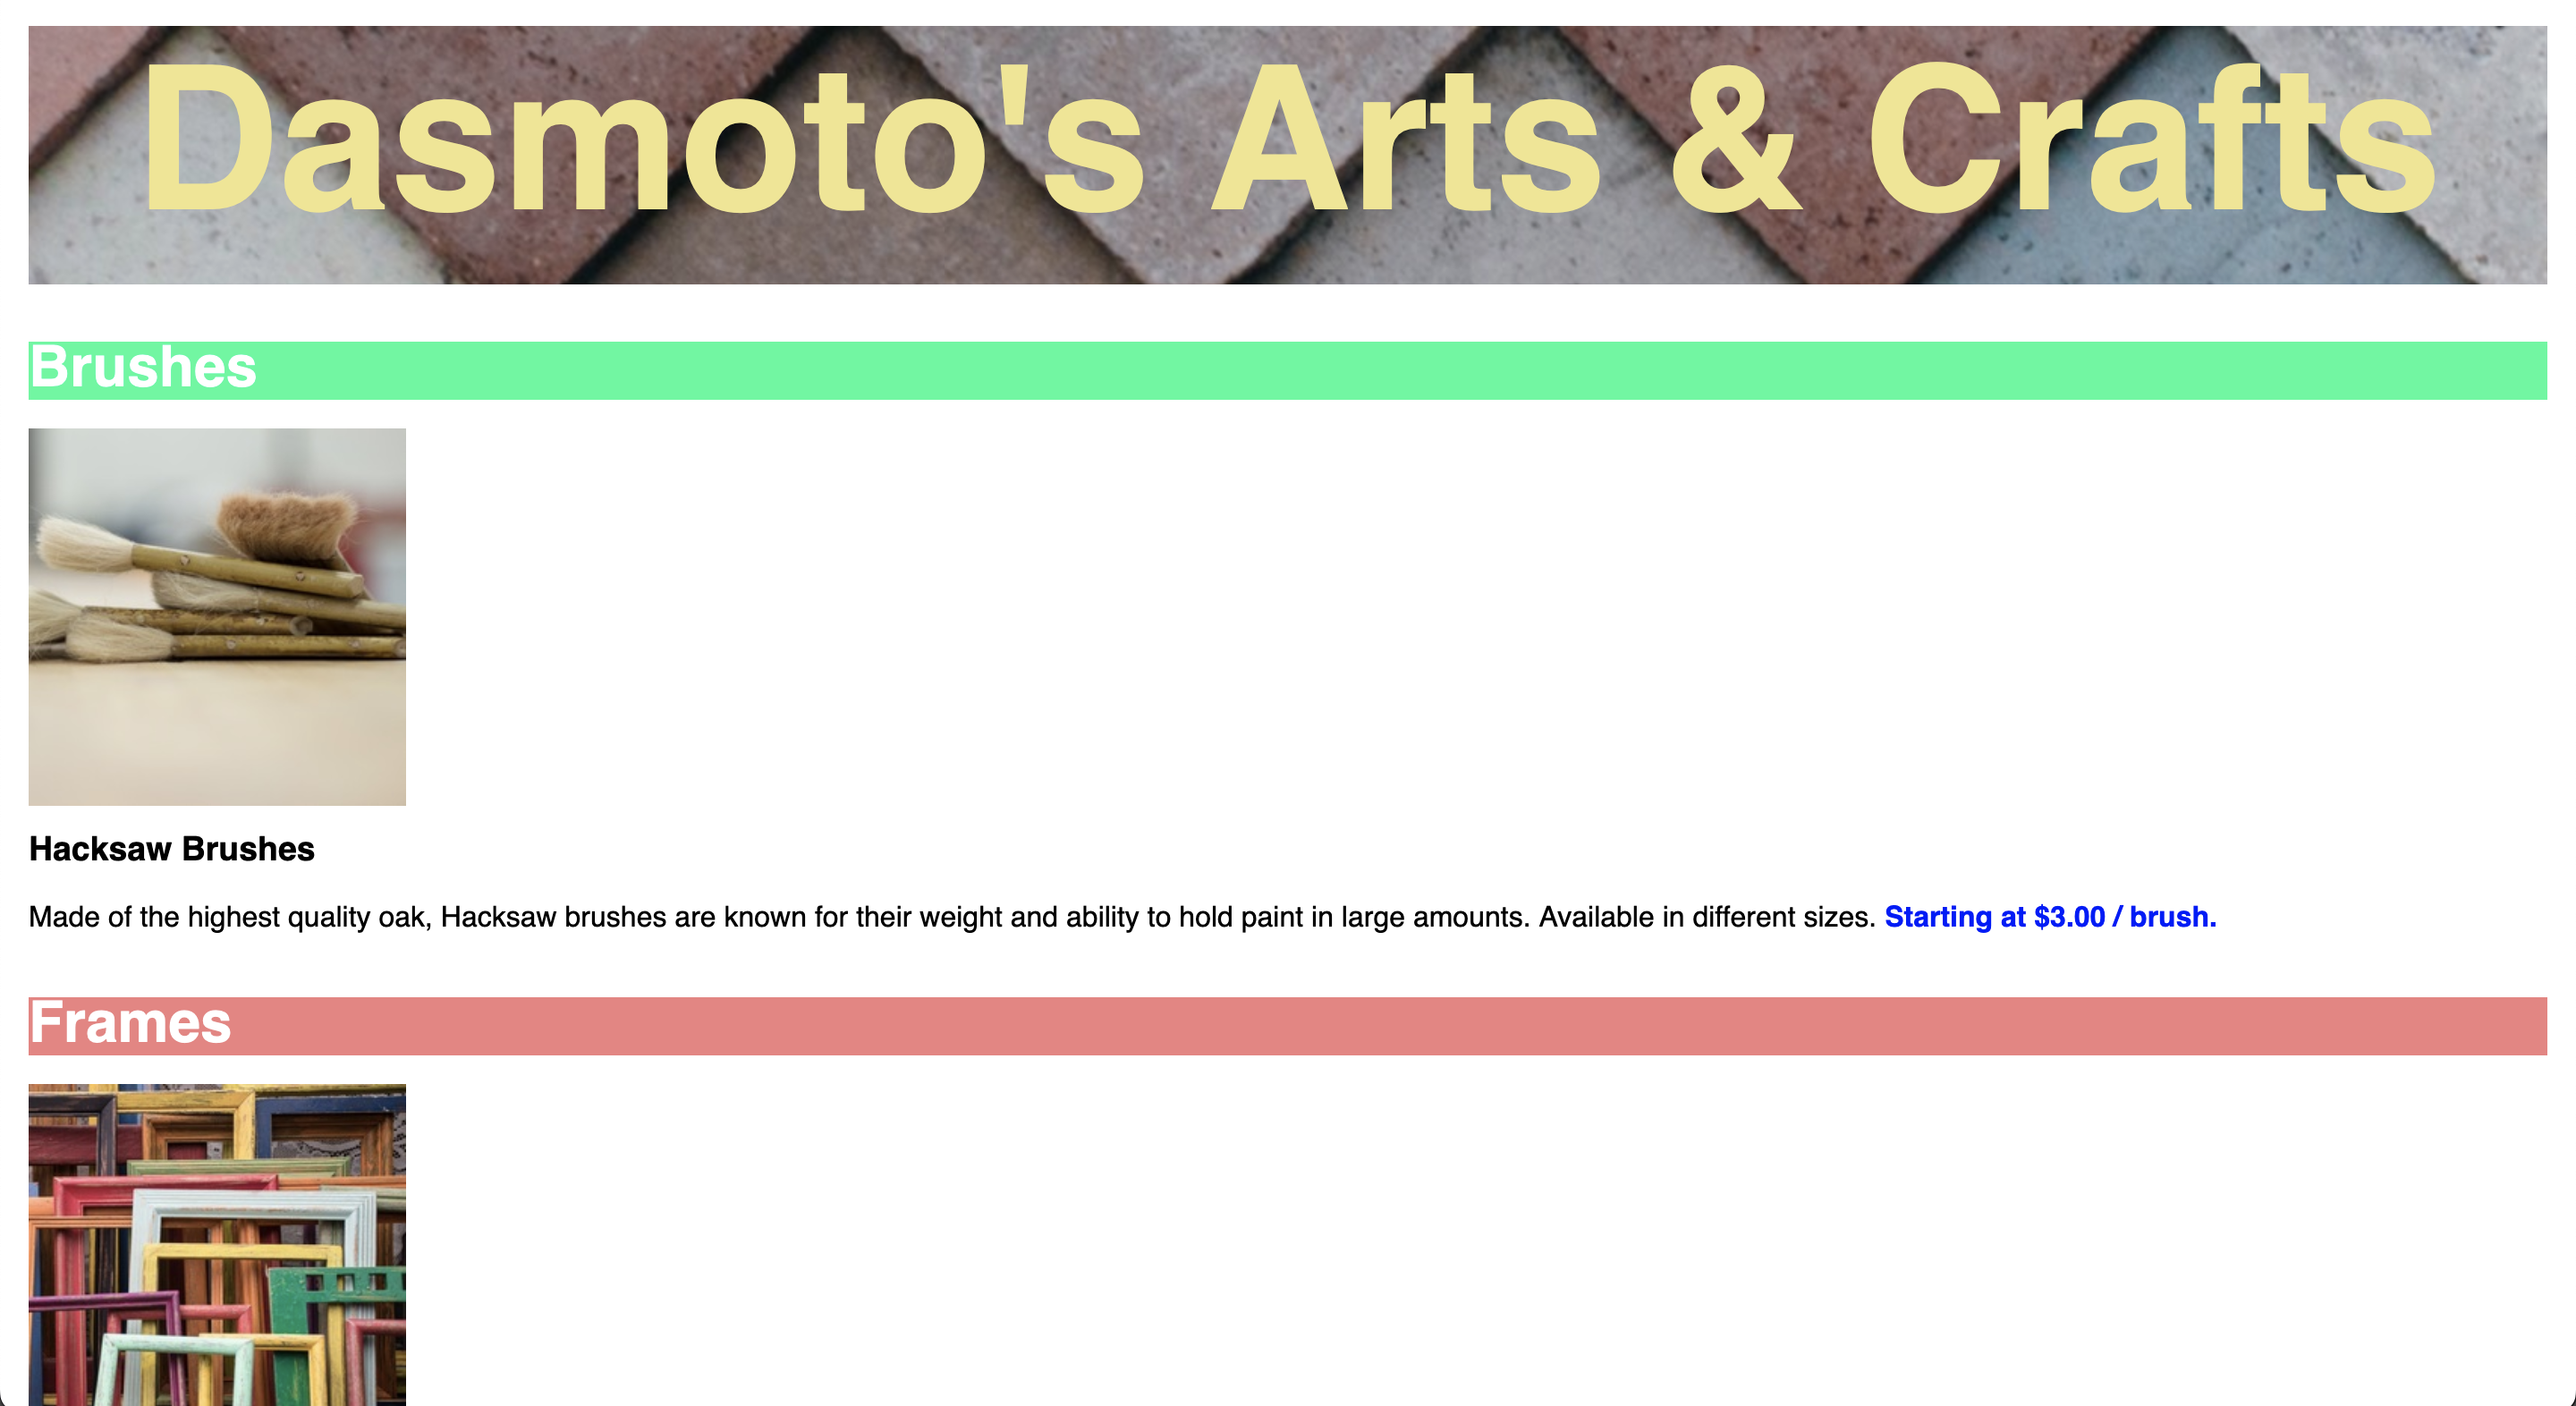 Dasmoto's Arts & Crafts
Brushes
Hacksaw Brushes
Made of the highest quality oak, Hacksaw brushes are known for their weight and ability to hold paint in large amounts. Available in different sizes. Starting at $3.00 / brush.
Frames